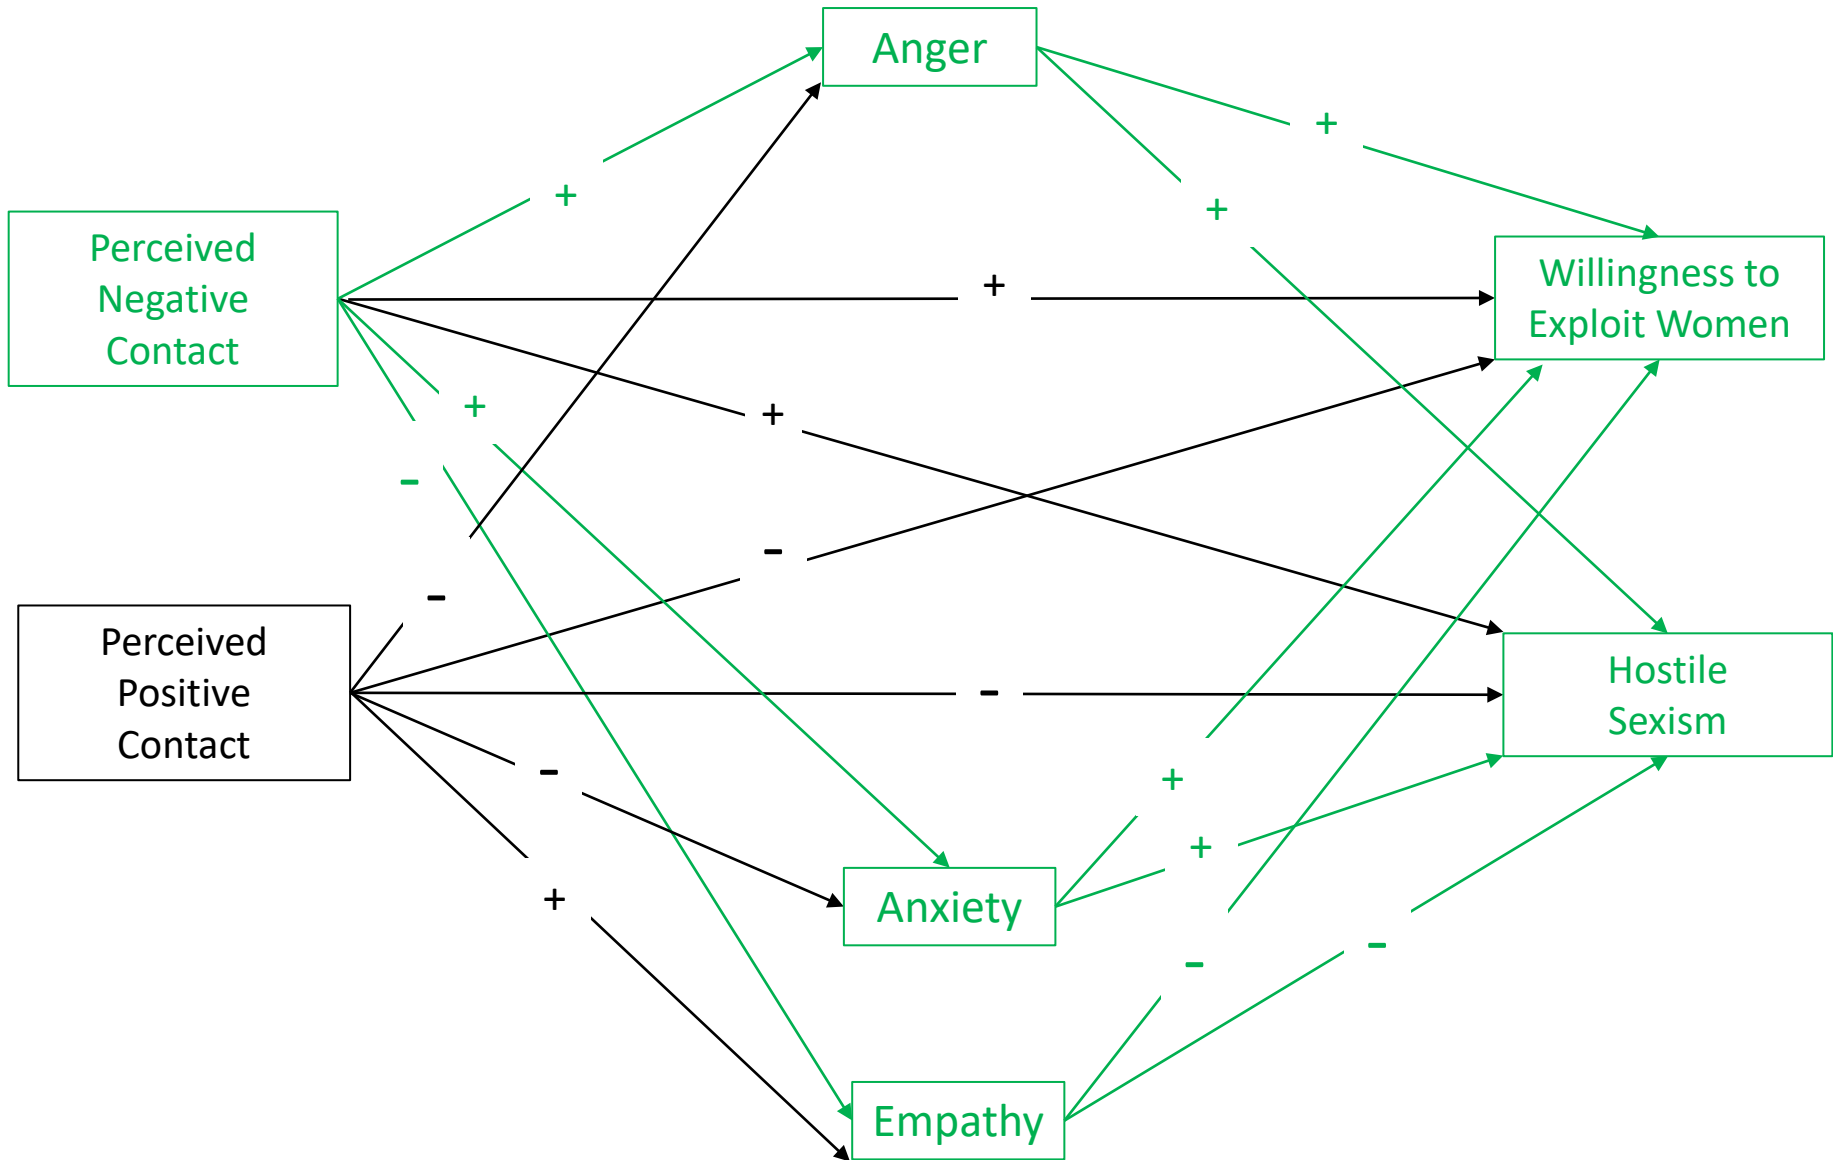 Anger
+
+
+
Perceived
Negative
Contact
+
Willingness to
Exploit Women
+
+
-
-
-
Perceived
Positive
Contact
-
Hostile
Sexism
-
+
+
+
Anxiety
-
-
Empathy